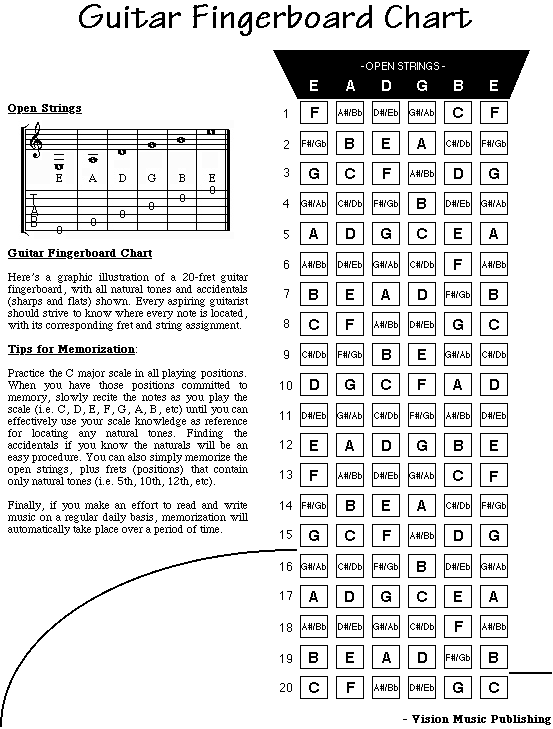 Guitar Fingerboard Chart
Open Strings
E A D G B E
0 0 0 0 0 0
Guitar Fingerboard Chart
Here's a graphic illustration of a 20-fret guitar
fingerboard, with all natural tones and accidentals
(sharps and flats) shown. Every aspiring guitarist
should strive to know where every note is located,
with its corresponding fret and string assignment.
Tips for Memorization:
Practice the C major scale in all playing positions.
When you have those positions committed to
memory, slowly recite the notes as you play the
scale (i.e. C, D, E, F, G, A, B, etc) until you can
effectively use your scale knowledge as reference
for locating any natural tones. Finding the
accidentals if you know the naturals will be an
easy procedure. You can also simply memorize the
open strings, plus frets (positions) that contain
only natural tones (i.e. 5th, 10th, 12th, etc).
Finally, if you make an effort to read and write
music on a regular daily basis, memorization will
automatically take place over a period of time.
- OPEN STRINGS -
E A D G B E
1 F A#/Bb D#/Eb G#/Ab C F
2 F#/Gb B E A C#/Db F#/Gb
3 G C F A#/Bb D G
4 G#/Ab C#/Db F#/Gb B D#/Eb G#/Ab
5 A D G C E A
6 A#/Bb D#/Eb G#/Ab C#/Db F A#/Bb
7 B E A D F#/Gb B
8 C F A#/Bb D#/Eb G C
9 C#/Db F#/Gb B E G#/Ab C#/Db
10 D G C F A D
11 D#/Eb G#/Ab C#/Db F#/Gb A#/Bb D#/Eb
12 E A D G B E
13 F A#/Bb D#/Eb G#/Ab C F
14 F#/Gb B E A C#/Db F#/Gb
15 G C F A#/Bb D G
16 G#/Ab C#/Db F#/Gb B D#/Eb G#/Ab
17 A D G C E A
18 A#/Bb D#/Eb G#/Ab C#/Db F A#/Bb
19 B E A D F#/Gb B
20 C F A#/Bb D#/Eb G C
- Vision Music Publishing